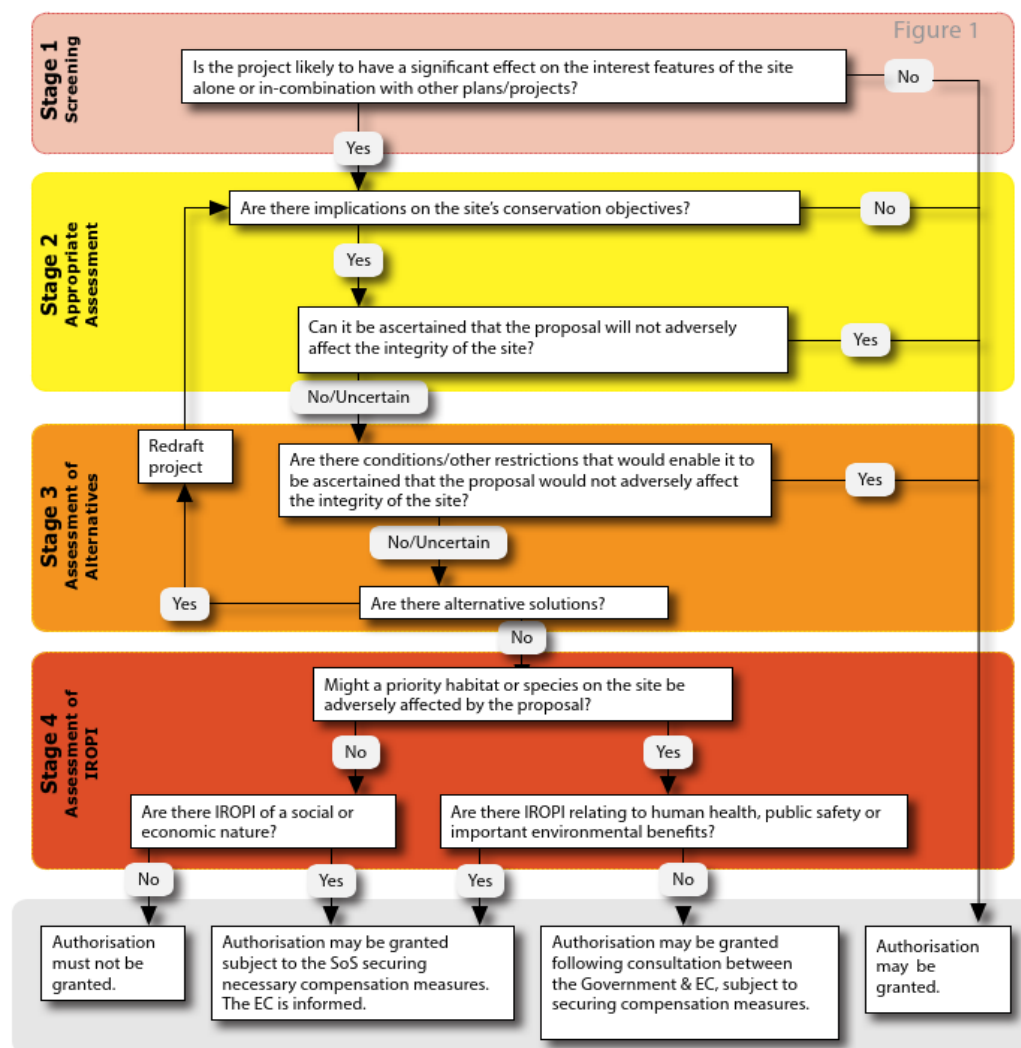 Figure 1
Stage 1
Screening
Is the project likely to have a significant effect on the interest features of the site
alone or in-combination with other plans/projects?
No
Yes
Stage 2
Appropriate
Assessment
Are there implications on the site's conservation objectives?
No
Yes
Can it be ascertained that the proposal will not adversely
affect the integrity of the site?
Yes
No/Uncertain
Stage 3
Assessment of
Alternatives
Redraft
project
Are there conditions/other restrictions that would enable it to
be ascertained that the proposal would not adversely affect
the integrity of the site?
Yes
No/Uncertain
Are there alternative solutions?
Yes
No
Stage 4
Assessment of
IROPI
Might a priority habitat or species on the site be
adversely affected by the proposal?
No
Yes
Are there IROPI of a social or
economic nature?
Are there IROPI relating to human health, public safety or
important environmental benefits?
No
Yes
Yes
No
Authorisation
must not be
granted.
Authorisation may be granted
subject to the SoS securing
necessary compensation measures.
The EC is informed.
Authorisation may be granted
following consultation between
the Government & EC, subject to
securing compensation measures.
Authorisation
may be
granted.